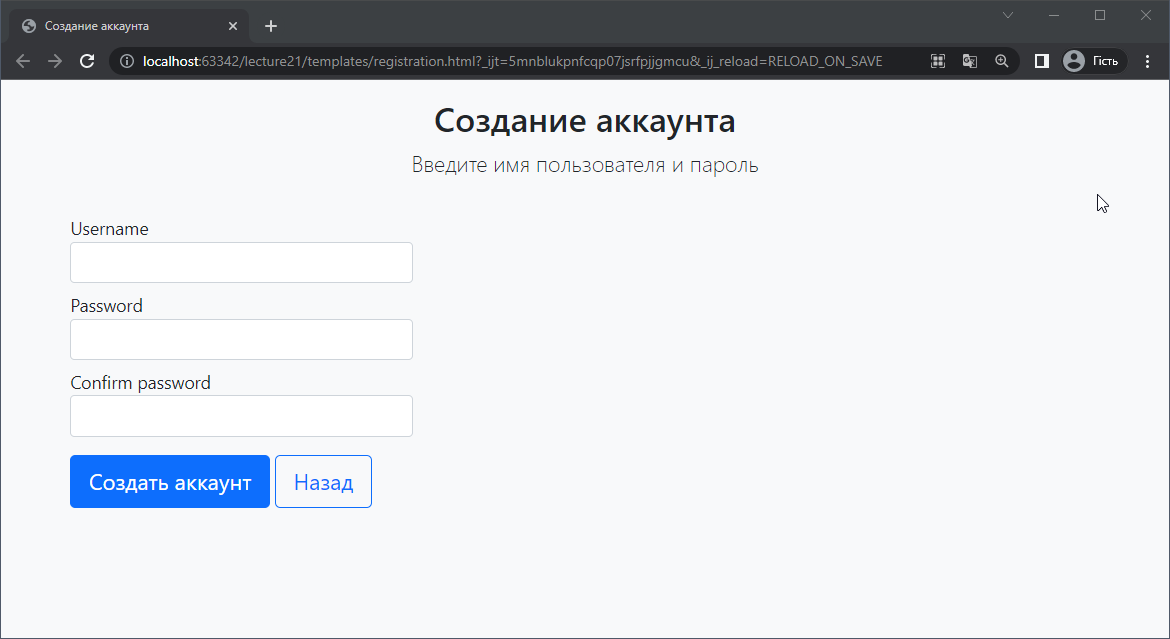 Создание аккаунта
localhost:63342/lecture21/templates/registration.html?_ijt=5mnblukpnfcqp07jsrfpjjgmcu&_ij_reload=RELOAD_ON_SAVE
Гість
Создание аккаунта
Введите имя пользователя и пароль
Username
Password
Confirm password
Создать аккаунт Назад